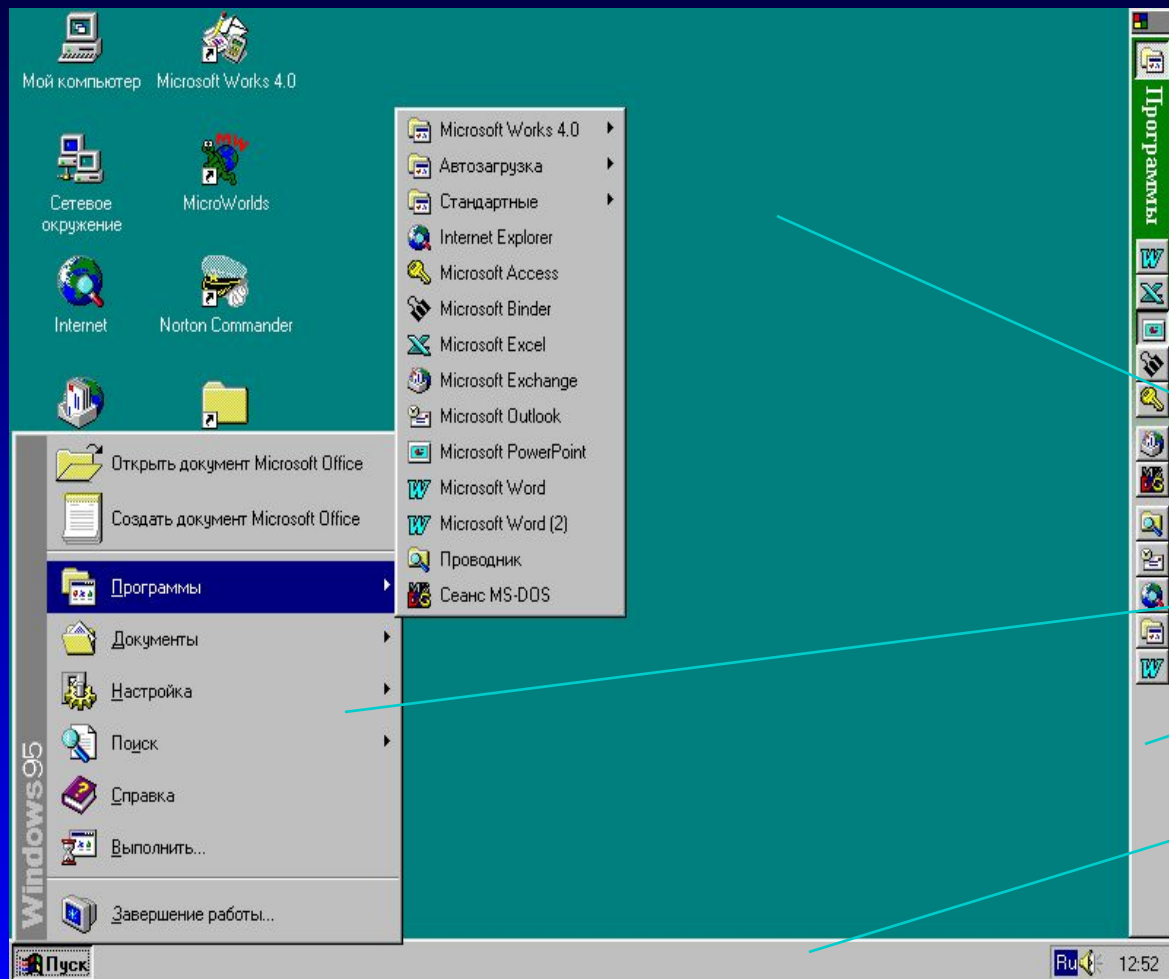 Мой компьютер
Microsoft Works 4.0
MW
Сетевое
окружение
MicroWorlds
Internet
Norton Commander
Microsoft Works 4.0
Автозагрузка
Стандартные
Internet Explorer
Microsoft Access
Microsoft Binder
Microsoft Excel
Microsoft Exchange
Microsoft Outlook
Microsoft PowerPoint
Microsoft Word
Microsoft Word (2)
Проводник
Сеанс MS-DOS
Открыть документ Microsoft Office
Создать документ Microsoft Office
Программы
Документы
Настройка
Поиск
Справка
Выполнить...
Завершение работы...
Windows95
Программы
Пуск
Ru
12:52